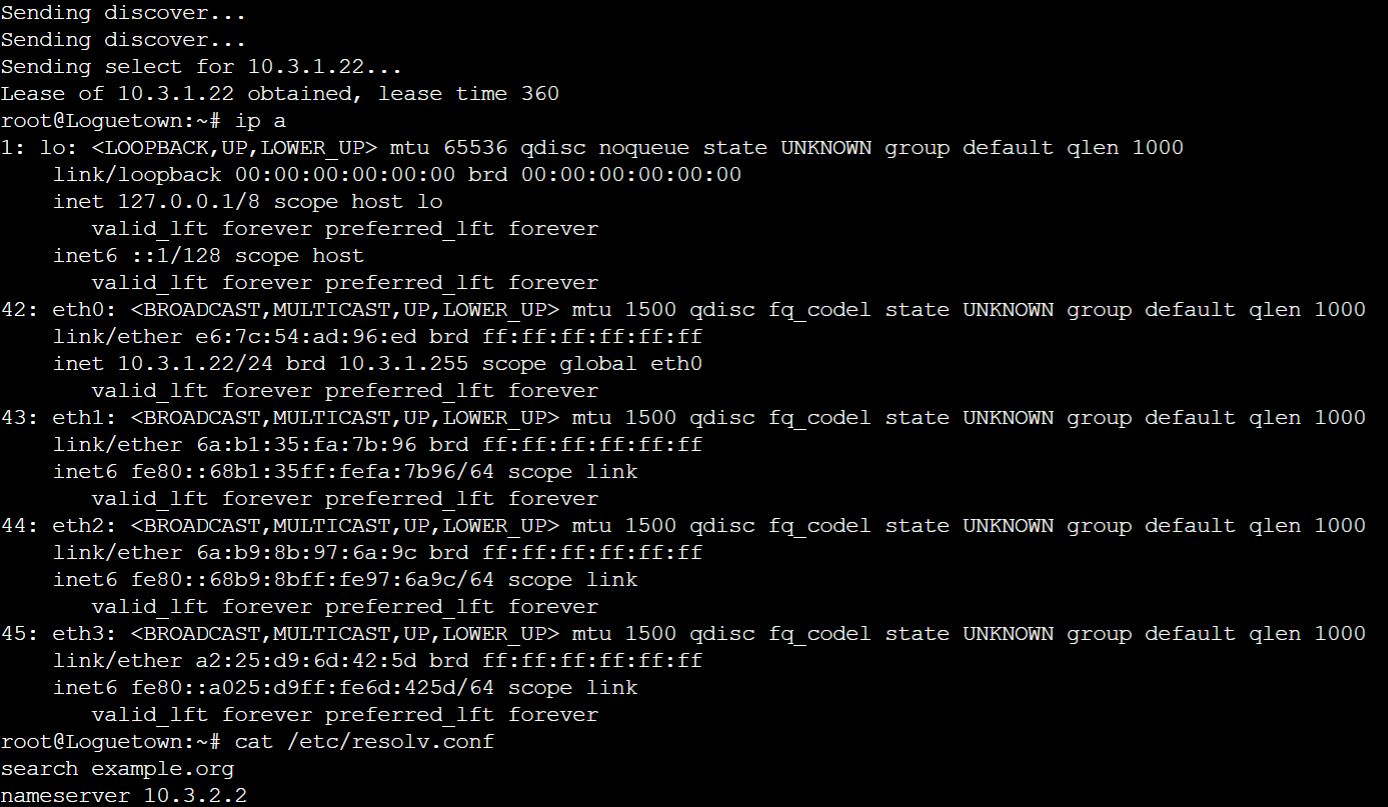 Sending discover...
Sending discover...
Sending select for 10.3.1.22...
Lease of 10.3.1.22 obtained, lease time 360
root@Loguetown:~# ip a
1: lo: <LOOPBACK,UP,LOWER_UP> mtu 65536 qdisc noqueue state UNKNOWN group default qlen 1000
    link/loopback 00:00:00:00:00:00 brd 00:00:00:00:00:00
    inet 127.0.0.1/8 scope host lo
       valid_lft forever preferred_lft forever
    inet6 ::1/128 scope host
       valid_lft forever preferred_lft forever
42: eth0: <BROADCAST,MULTICAST,UP,LOWER_UP> mtu 1500 qdisc fq_codel state UNKNOWN group default qlen 1000
    link/ether e6:7c:54:ad:96:ed brd ff:ff:ff:ff:ff:ff
    inet 10.3.1.22/24 brd 10.3.1.255 scope global eth0
       valid_lft forever preferred_lft forever
43: eth1: <BROADCAST,MULTICAST,UP,LOWER_UP> mtu 1500 qdisc fq_codel state UNKNOWN group default qlen 1000
    link/ether 6a:b1:35:fa:7b:96 brd ff:ff:ff:ff:ff:ff
    inet6 fe80::68b1:35ff:fefa:7b96/64 scope link
       valid_lft forever preferred_lft forever
44: eth2: <BROADCAST,MULTICAST,UP,LOWER_UP> mtu 1500 qdisc fq_codel state UNKNOWN group default qlen 1000
    link/ether 6a:b9:8b:97:6a:9c brd ff:ff:ff:ff:ff:ff
    inet6 fe80::68b9:8bff:fe97:6a9c/64 scope link
       valid_lft forever preferred_lft forever
45: eth3: <BROADCAST,MULTICAST,UP,LOWER_UP> mtu 1500 qdisc fq_codel state UNKNOWN group default qlen 1000
    link/ether a2:25:d9:6d:42:5d brd ff:ff:ff:ff:ff:ff
    inet6 fe80::a025:d9ff:fe6d:425d/64 scope link
       valid_lft forever preferred_lft forever
root@Loguetown:~# cat /etc/resolv.conf
search example.org
nameserver 10.3.2.2